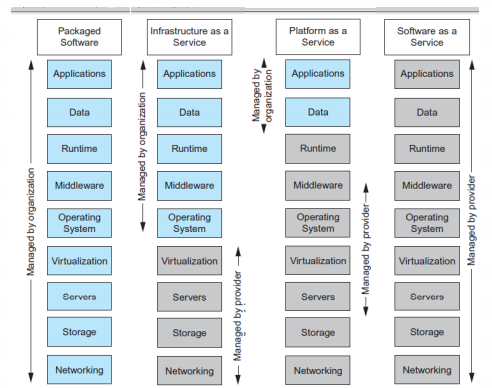 Packaged
Software
Managed by organization
Applications
Data
Runtime
Middleware
Operating
System
Virtualization
Servers
Storage
Networking
Infrastructure as a
Service
Managed by organization
Applications
Data
Runtime
Middleware
Operating
System
Virtualization
Servers
Storage
Networking
Managed by provider
Platform as a
Service
Managed by
organization
Applications
Data
Runtime
Middleware
Operating
System
Virtualization
Servers
Storage
Networking
Managed by provider
Software as a
Service
Applications
Data
Runtime
Middleware
Operating
System
Virtualization
Servers
Storage
Networking
Managed by provider